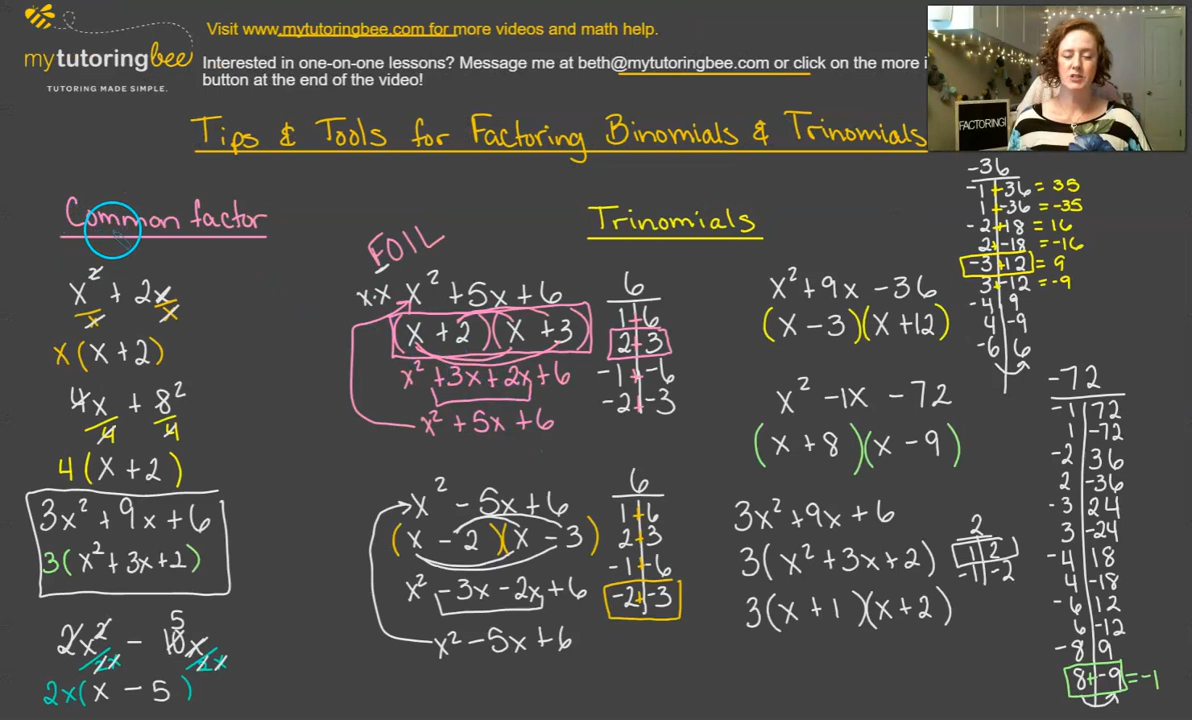 mytutoringbee
TUTORING MADE SIMPLE.
Visit www.mytutoringbee.com for more videos and math help.
Interested in one-on-one lessons? Message me at beth@mytutoringbee.com or click on the more i
button at the end of the video!
FACTORING!
Tips & Tools for Factoring Binomials & Trinomials
Common factor
x² + 2x
x x
x(x+2)
4x + 8 2
4 4
4(x+2)
3x² + 9x + 6
3(x² + 3x + 2)
2x² - 10x 5
2x 2x
2x(x - 5)
Trinomials
FOIL
x·x x² + 5x + 6
(x + 2)(x + 3)
x² + 3x + 2x + 6
x² + 5x + 6
6
1 + 6
2 + 3
-1 + -6
-2 + -3
x² - 5x + 6
(x - 2)(x - 3)
x² - 3x - 2x + 6
x² - 5x + 6
6
1 + 6
2 + 3
-1 + -6
-2 + -3
x² + 9x - 36
(x - 3)(x + 12)
x² - 1x - 72
(x + 8)(x - 9)
3x² + 9x + 6
3(x² + 3x + 2)
3(x + 1)(x + 2)
2
1 2
-1 -2
-36
-1 + 36 = 35
1 + -36 = -35
-2 + 18 = 16
2 + -18 = -16
-3 + 12 = 9
3 + -12 = -9
-4 9
4 -9
-6 6
-72
-1 72
1 -72
-2 36
2 -36
-3 24
3 -24
-4 18
4 -18
-6 12
6 -12
-8 9
8 + -9 = -1